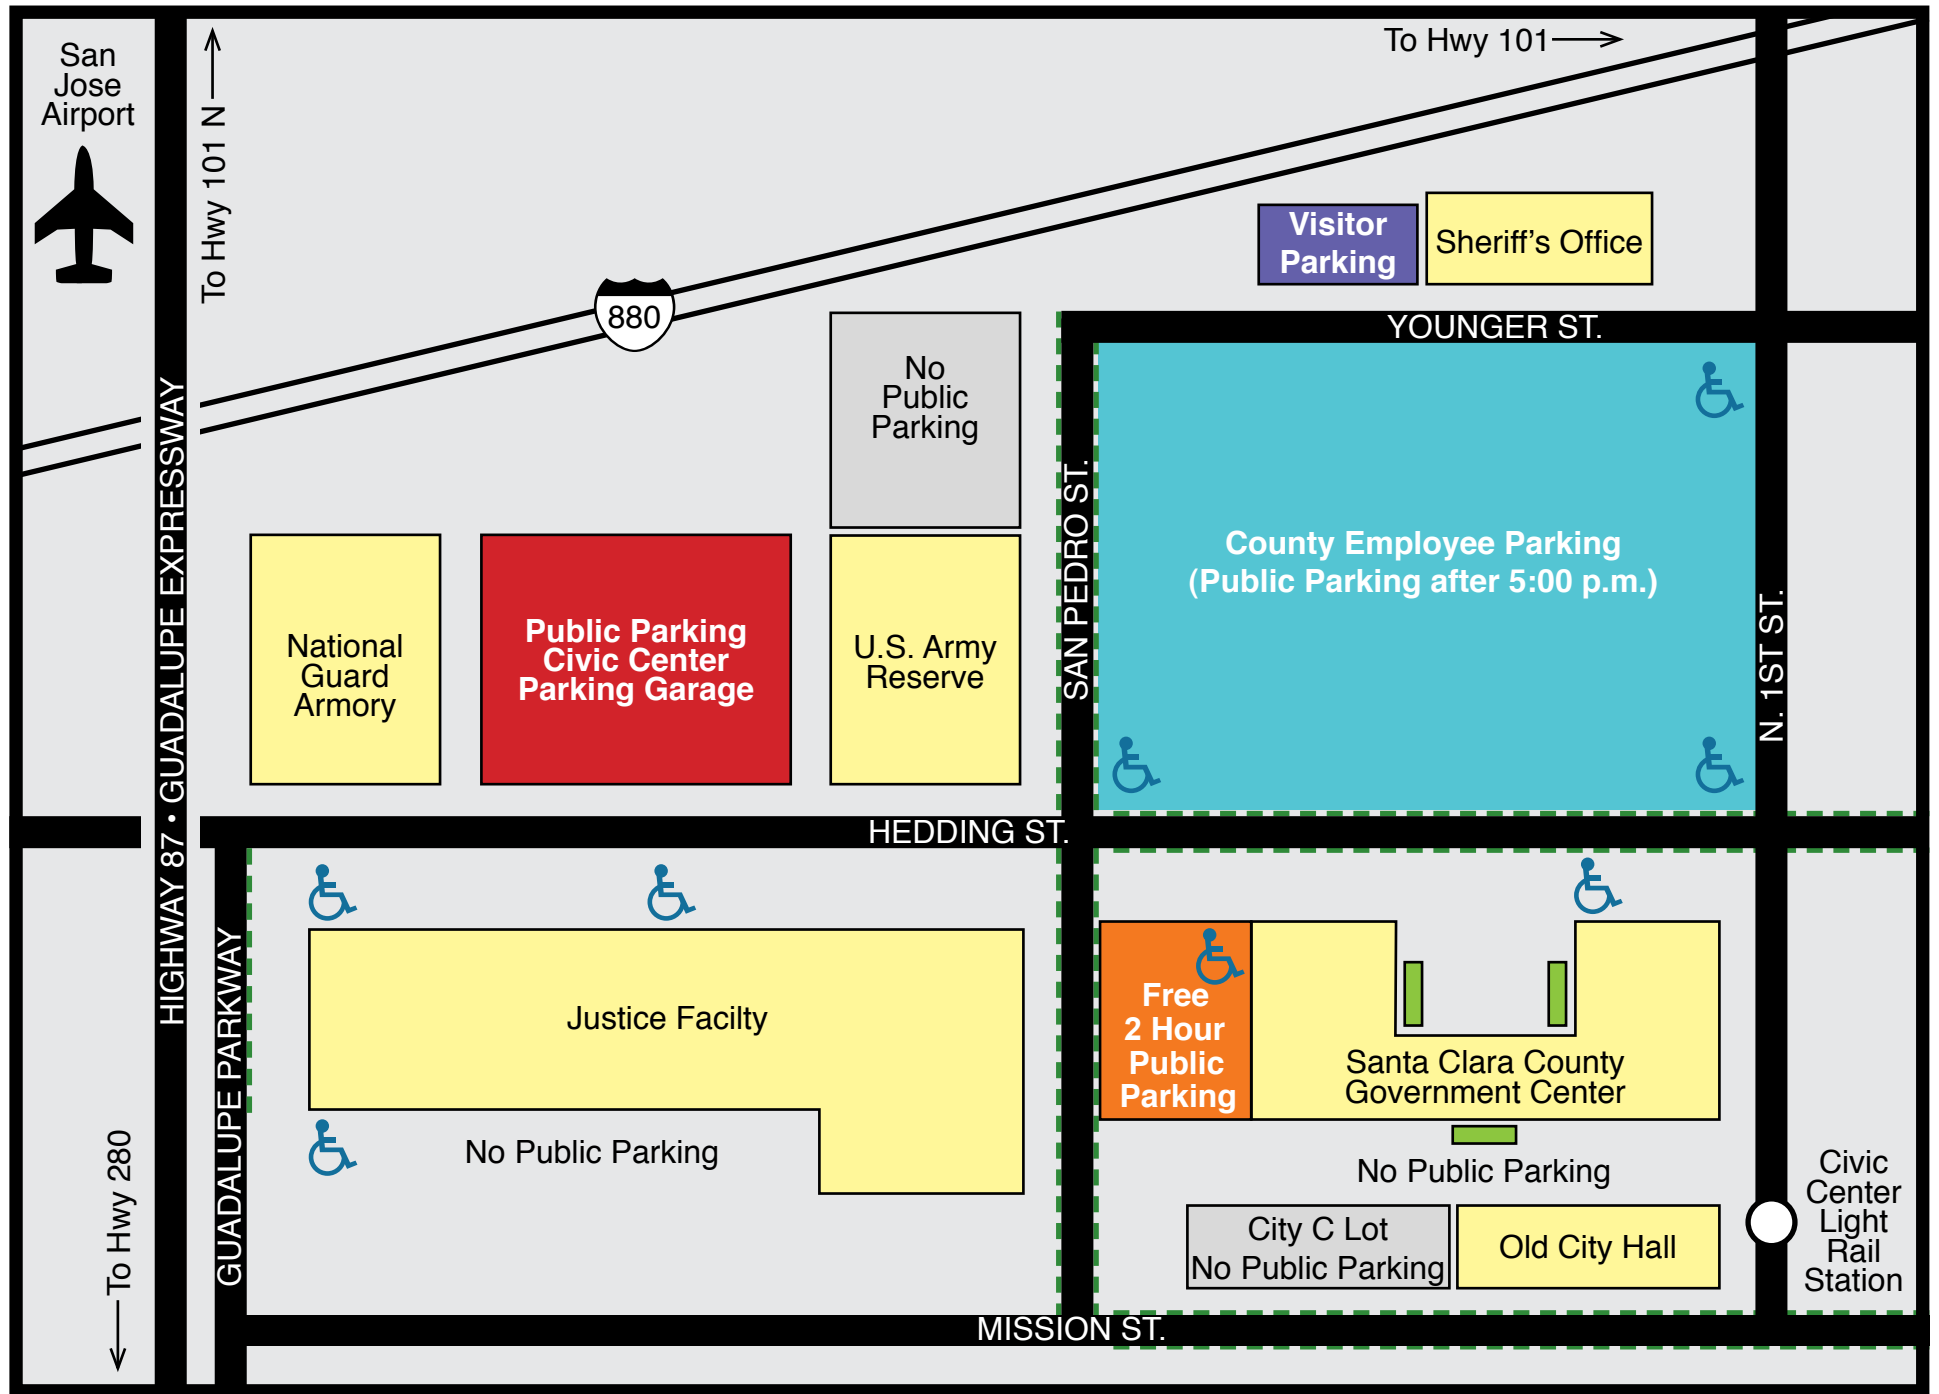 San
Jose
Airport
To Hwy 101 N
To Hwy 101
880
Visitor
Parking
Sheriff's Office
YOUNGER ST.
No
Public
Parking
HIGHWAY 87 • GUADALUPE EXPRESSWAY
SAN PEDRO ST.
County Employee Parking
(Public Parking after 5:00 p.m.)
N. 1ST ST.
National
Guard
Armory
Public Parking
Civic Center
Parking Garage
U.S. Army
Reserve
HEDDING ST.
GUADALUPE PARKWAY
Justice Facilty
No Public Parking
Free
2 Hour
Public
Parking
Santa Clara County
Government Center
No Public Parking
City C Lot
No Public Parking
Old City Hall
Civic
Center
Light
Rail
Station
To Hwy 280
MISSION ST.